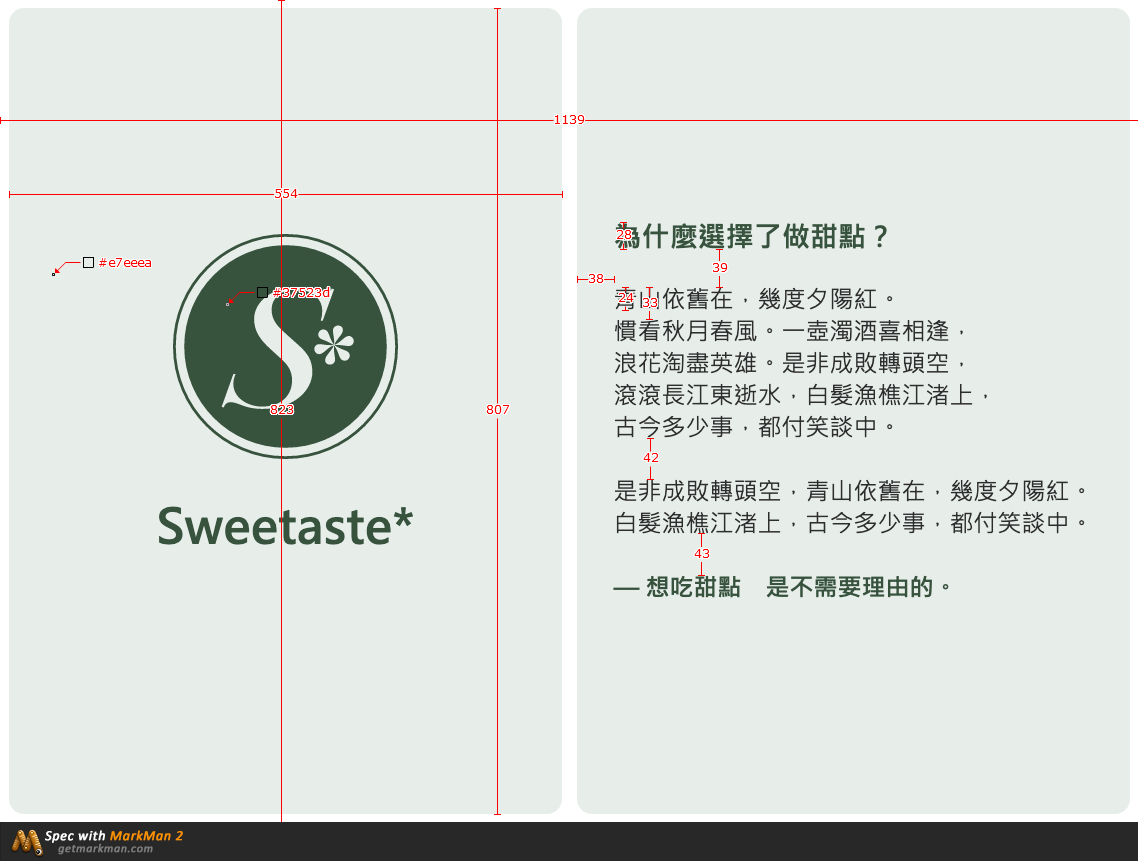 1139
554
#e7eeea
#37523d
S*
823
807
Sweetaste*
28
為什麼選擇了做甜點？
39
38
24
33
青山依舊在，幾度夕陽紅。
慣看秋月春風。一壺濁酒喜相逢，
浪花淘盡英雄。是非成敗轉頭空，
滾滾長江東逝水，白髮漁樵江渚上，
古今多少事，都付笑談中。
42
是非成敗轉頭空，青山依舊在，幾度夕陽紅。
白髮漁樵江渚上，古今多少事，都付笑談中。
43
— 想吃甜點　是不需要理由的。
Spec with MarkMan 2
getmarkman.com